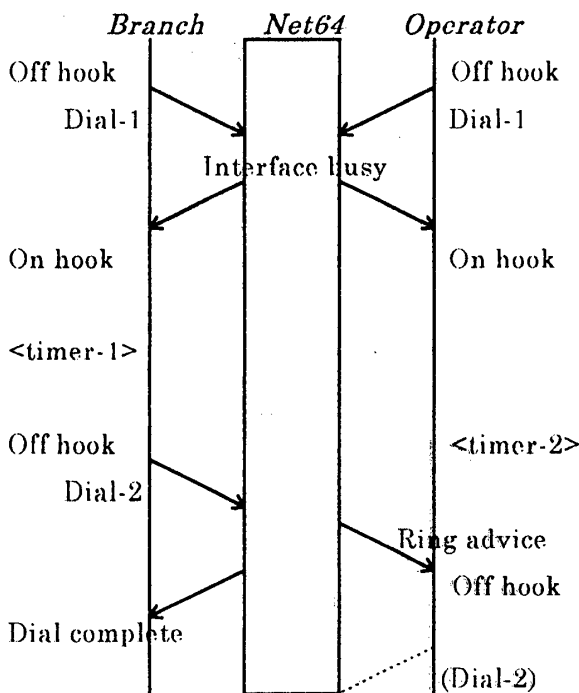 Branch Net64 Operator
Off hook Off hook
Dial-1 Dial-1
Interface busy
On hook On hook
<timer-1>
Off hook <timer-2>
Dial-2
Ring advice
Off hook
Dial complete
(Dial-2)